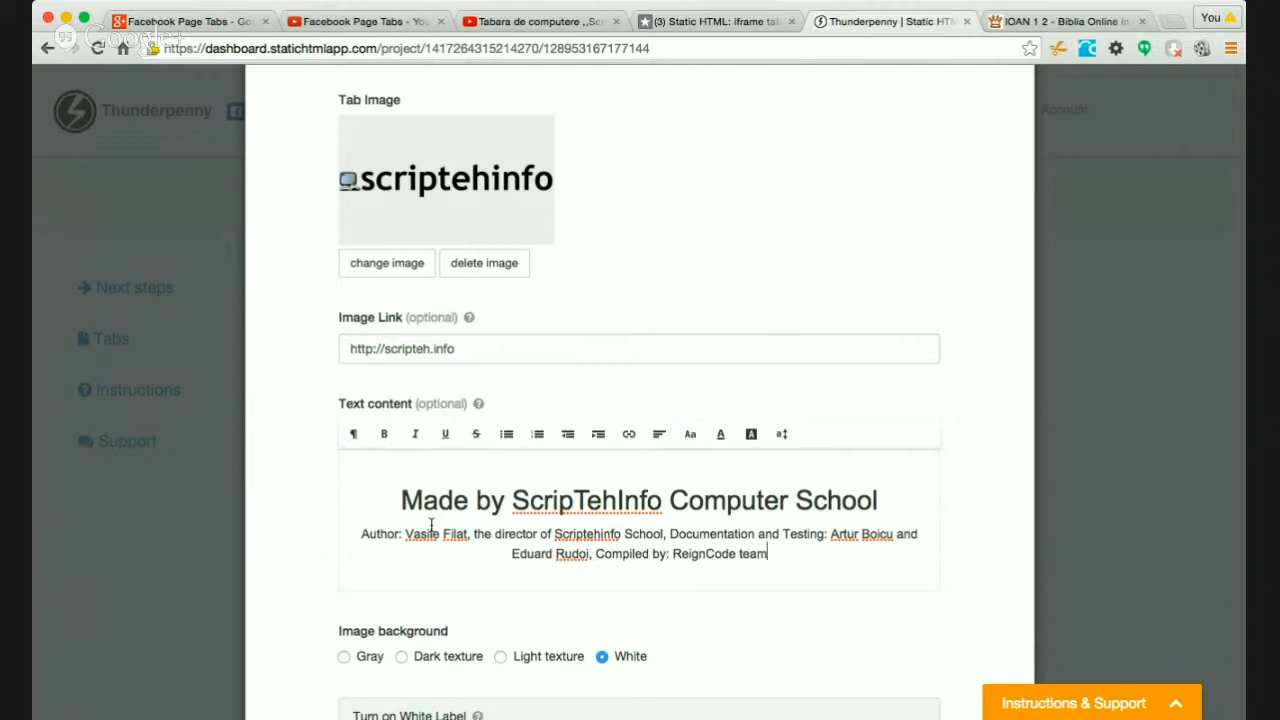 Facebook Page Tabs - Go
Facebook Page Tabs - You
Tabara de computere ,,Scr
(3) Static HTML: iframe tab
Thunderpenny | Static HTM
IOAN 1 2 - Biblia Online în
You
Google+
https://dashboard.statichtmlapp.com/project/1417264315214270/128953167177144
Thunderpenny
Account
Next steps
Tabs
Instructions
Support
Tab Image
scriptehinfo
change image
delete image
Image Link (optional)
http://scripteh.info
Text content (optional)
¶ B I U S Aa A A
Made by ScripTehInfo Computer School
Author: Vasile Filat, the director of Scriptehinfo School, Documentation and Testing: Artur Boicu and
Eduard Rudoi, Compiled by: ReignCode team
Image background
Gray
Dark texture
Light texture
White
Turn on White Label
Instructions & Support